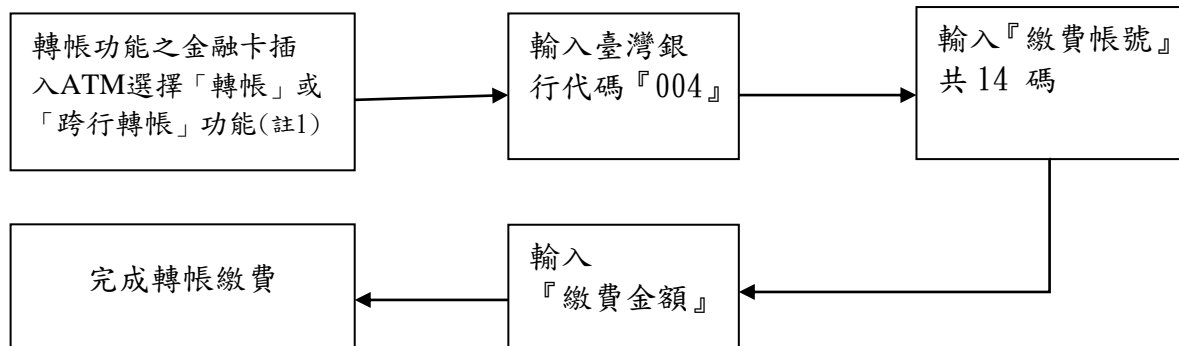 轉帳功能之金融卡插
入ATM選擇「轉帳」或
「跨行轉帳」功能(註1)
輸入臺灣銀
行代碼『004』
輸入『繳費帳號』
共 14 碼
輸入
『繳費金額』
完成轉帳繳費